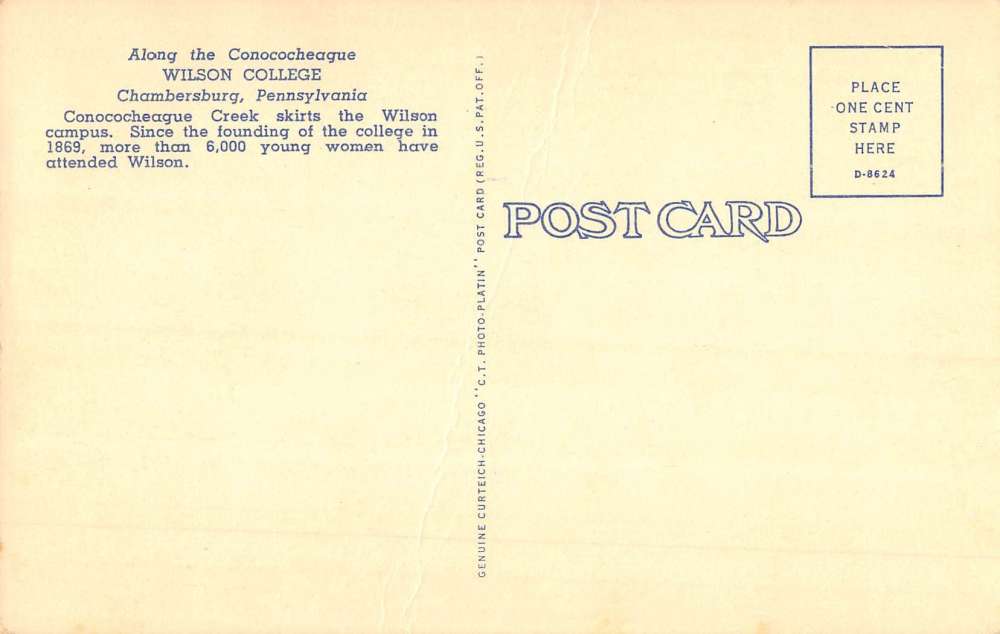 Along the Conococheague
WILSON COLLEGE
Chambersburg, Pennsylvania
Conococheague Creek skirts the Wilson
campus. Since the founding of the college in
1869, more than 6,000 young women have
attended Wilson.
GENUINE CURTEICH-CHICAGO "C.T. PHOTO-PLATIN" POST CARD (REG. U.S. PAT. OFF.)
POST CARD
PLACE
ONE CENT
STAMP
HERE
D-8624